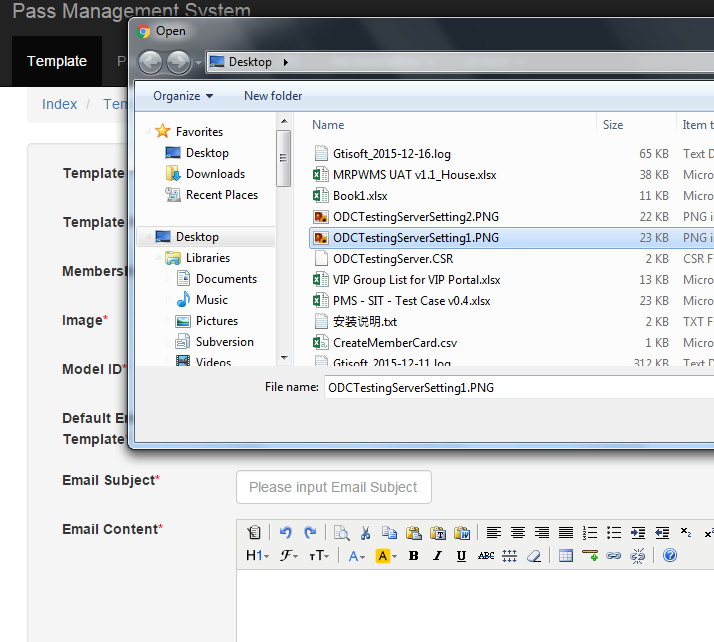 Pass Management System
Open
Template
P
Desktop
Organize
New folder
Index / Tem
Name
Size
Item t
Favorites
Desktop
Downloads
Recent Places
Desktop
Libraries
Documents
Music
Pictures
Subversion
Videos
Gtisoft_2015-12-16.log 65 KB Text D
MRPWMS UAT v1.1_House.xlsx 38 KB Micro
Book1.xlsx 11 KB Micro
ODCTestingServerSetting2.PNG 22 KB PNG i
ODCTestingServerSetting1.PNG 23 KB PNG i
ODCTestingServer.CSR 2 KB CSR F
VIP Group List for VIP Portal.xlsx 13 KB Micro
PMS - SIT - Test Case v0.4.xlsx 23 KB Micro
安装说明.txt 2 KB TXT F
CreateMemberCard.csv 1 KB Micro
Gtisoft_2015-12-11.log 312 KB Text D
File name: ODCTestingServerSetting1.PNG
Template
Template
Members
Image*
Model ID*
Default En
Template
Email Subject*
Please input Email Subject
Email Content*
H1 F TT A A B I U ABC